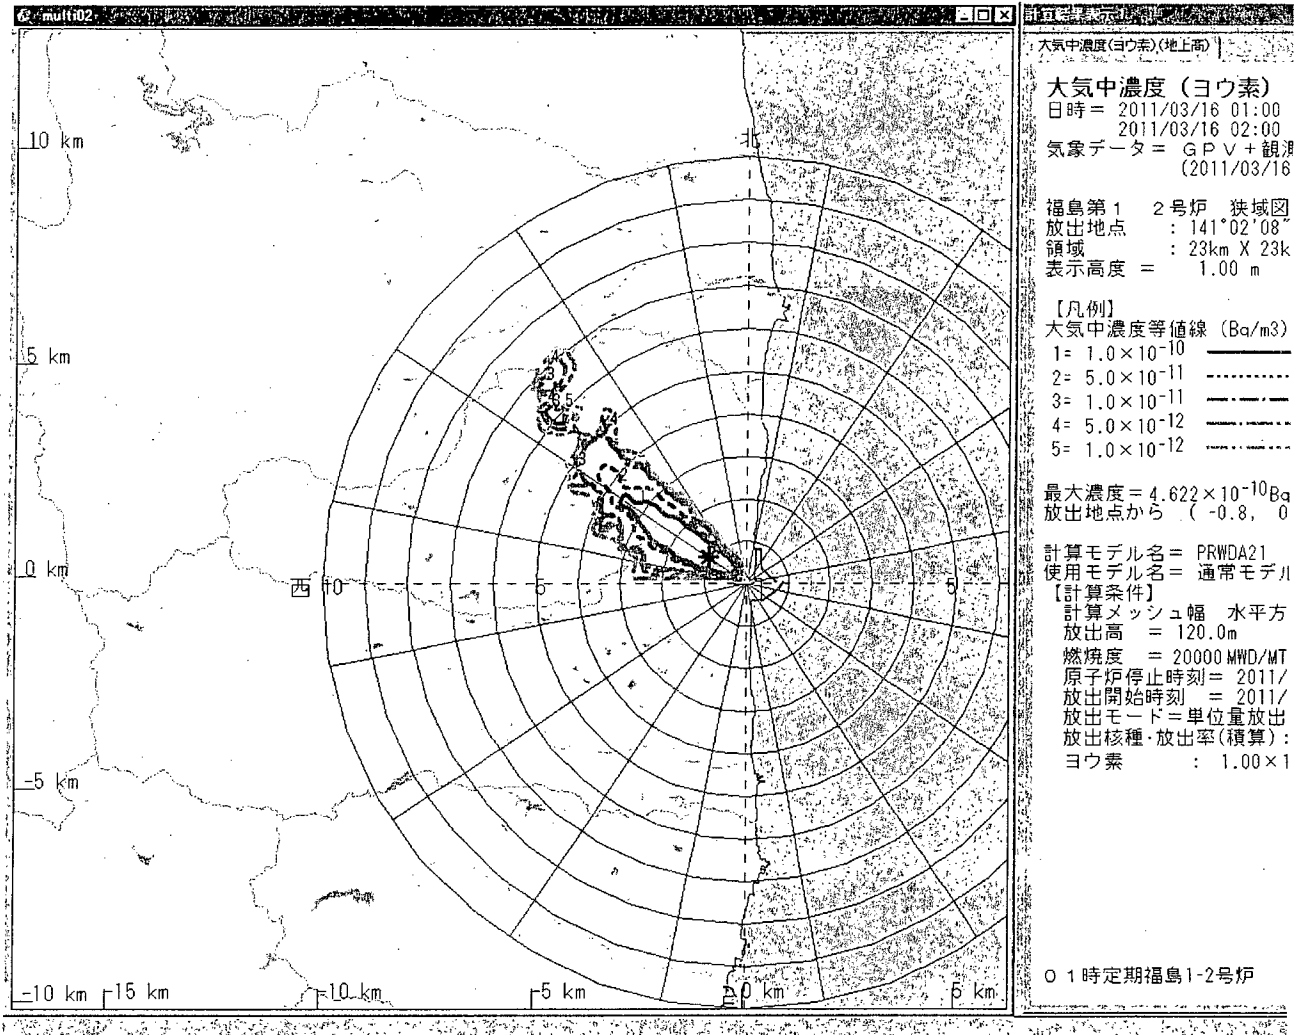 multi02
10 km
5 km
0 km
-5 km
-10 km
-15 km
-10 km
-5 km
0 km
5 km
北
西
10
5
5
大気中濃度(ヨウ素)(地上高)
大気中濃度（ヨウ素）
日時＝ 2011/03/16 01:00
2011/03/16 02:00
気象データ＝ ＧＰＶ＋観測
(2011/03/16
福島第１ ２号炉 狭域図
放出地点 : 141°02'08"
領域 : 23km X 23k
表示高度 ＝ 1.00 m
【凡例】
大気中濃度等値線 (Bq/m3)
1= 1.0×10-10
2= 5.0×10-11
3= 1.0×10-11
4= 5.0×10-12
5= 1.0×10-12
最大濃度＝4.622×10-10Bq
放出地点から ( -0.8, 0
計算モデル名＝ PRWDA21
使用モデル名＝ 通常モデル
【計算条件】
計算メッシュ幅 水平方
放出高 ＝ 120.0m
燃焼度 ＝ 20000MWD/MT
原子炉停止時刻＝ 2011/
放出開始時刻 ＝ 2011/
放出モード＝単位量放出
放出核種・放出率(積算) :
ヨウ素 : 1.00×1
０１時定期福島1-2号炉